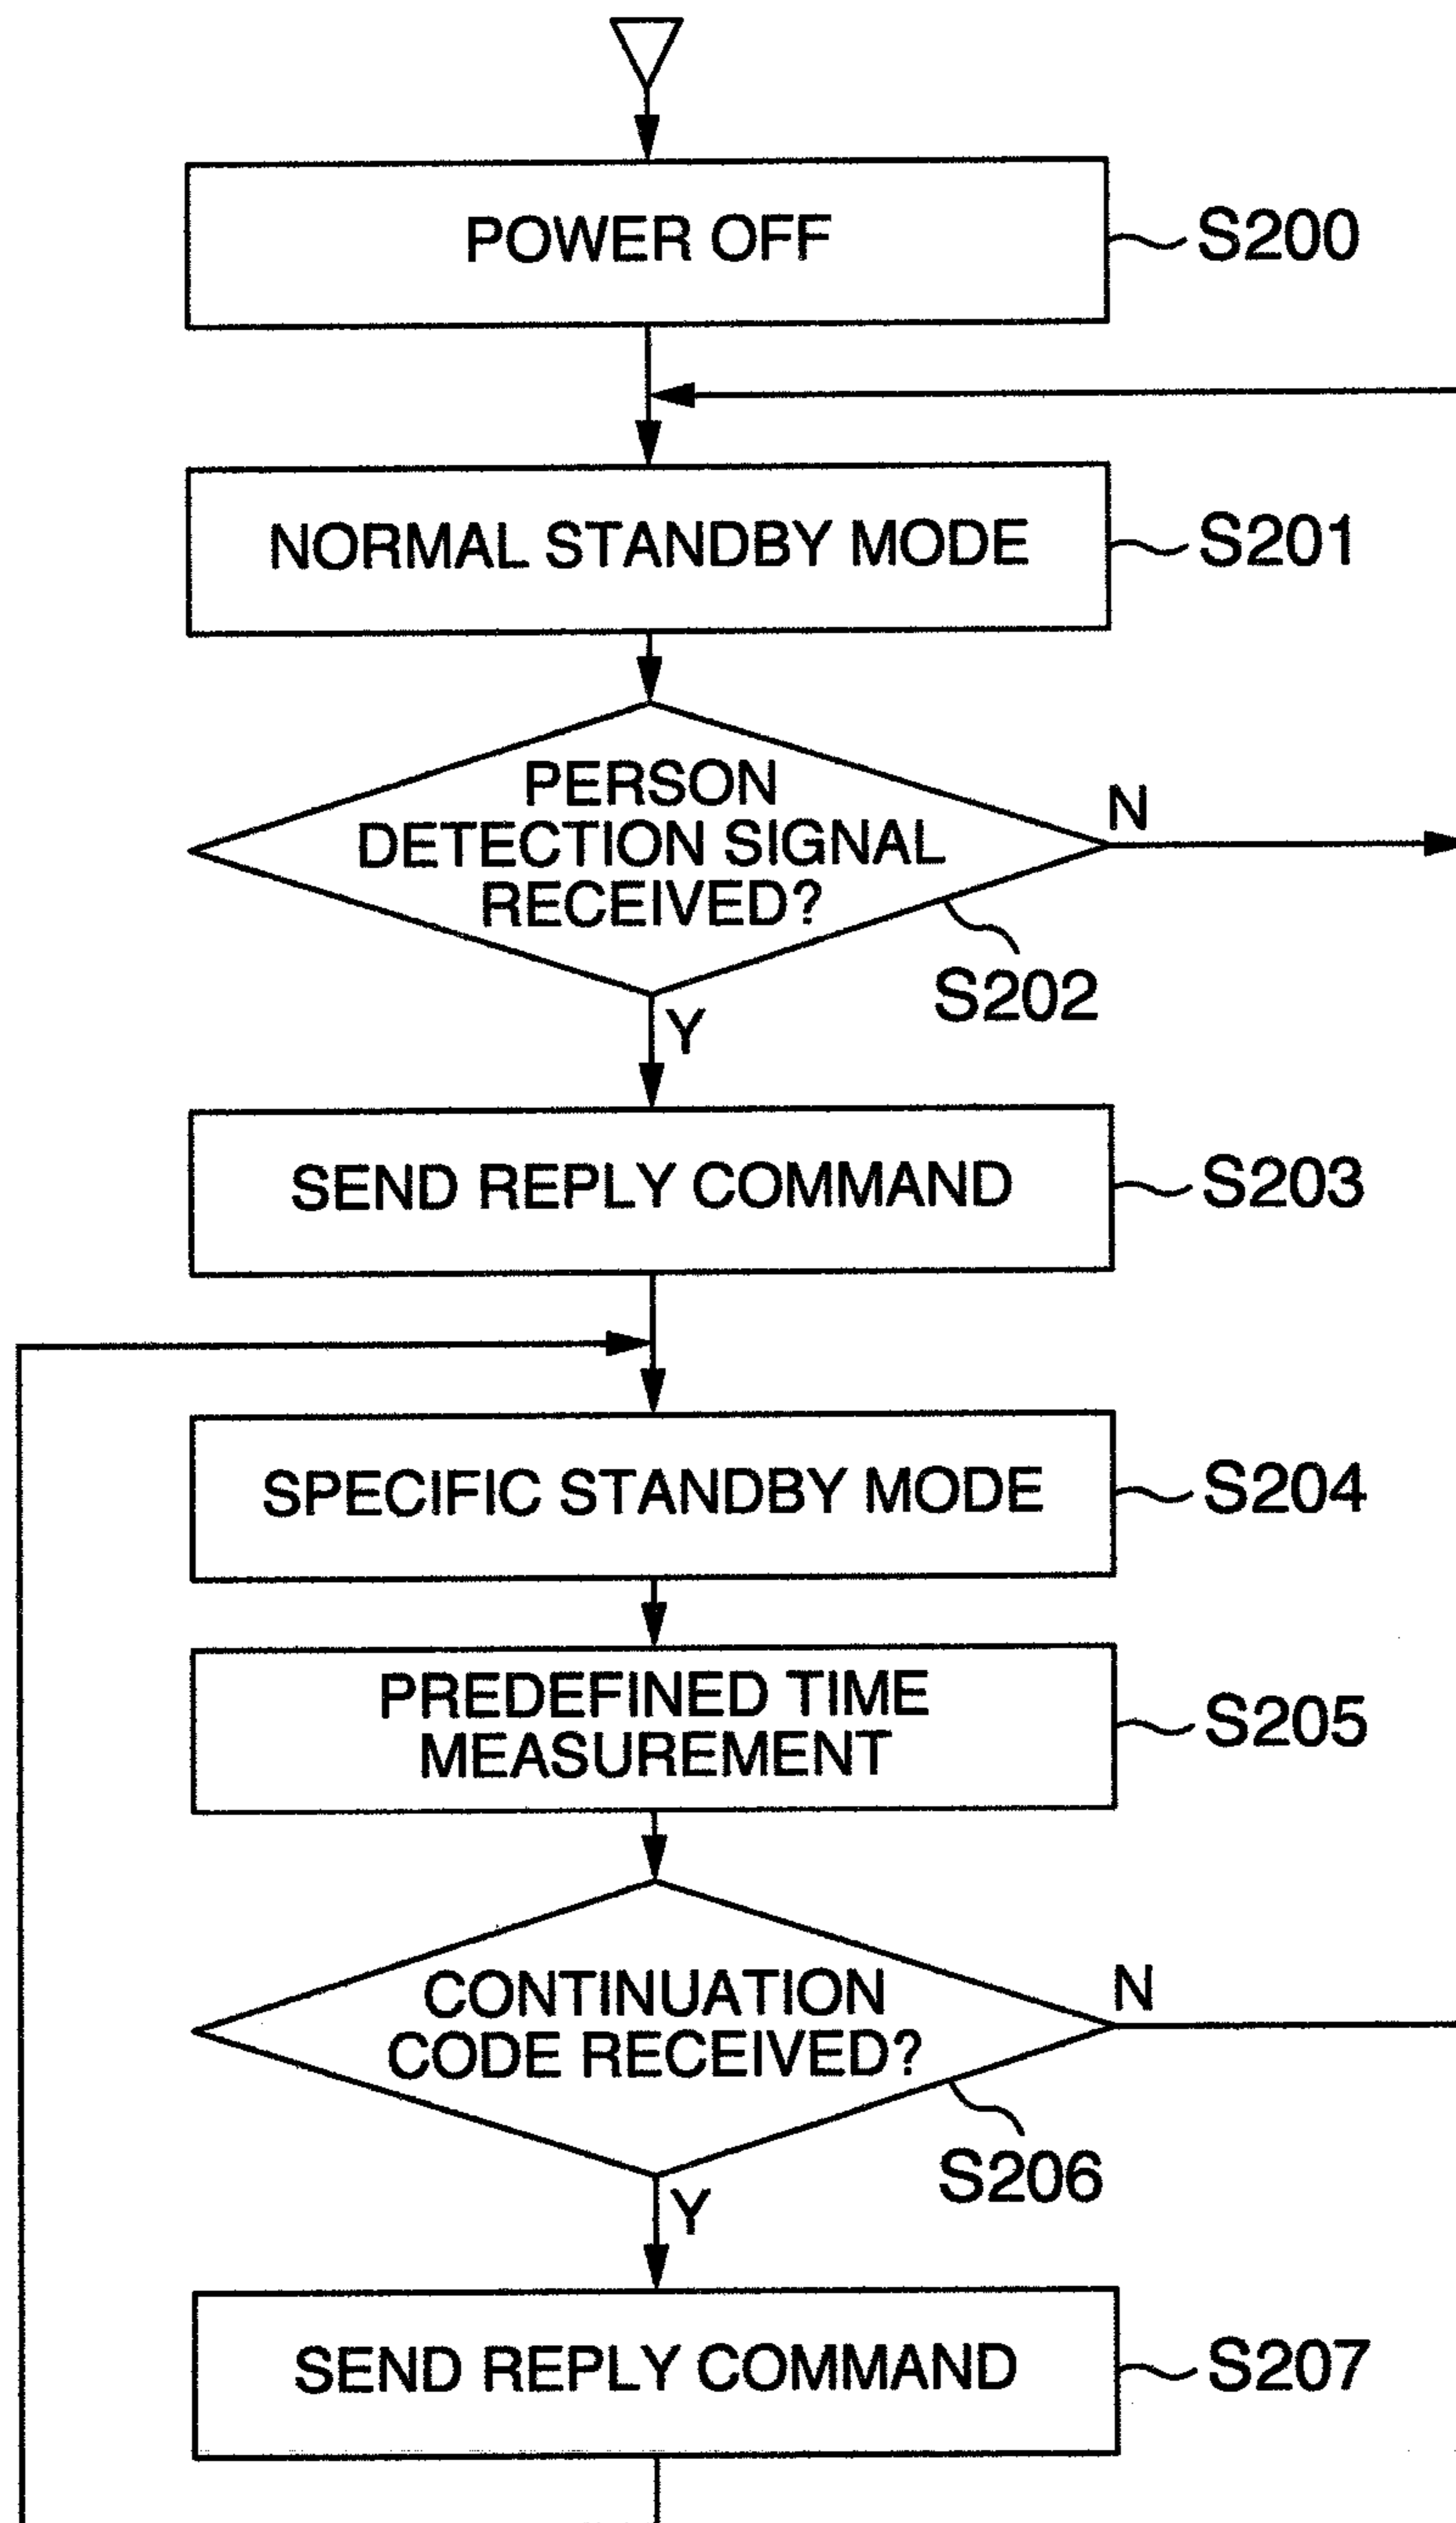 POWER OFF
S200
NORMAL STANDBY MODE
S201
PERSON
DETECTION SIGNAL
RECEIVED?
N
S202
Y
SEND REPLY COMMAND
S203
SPECIFIC STANDBY MODE
S204
PREDEFINED TIME
MEASUREMENT
S205
CONTINUATION
CODE RECEIVED?
N
S206
Y
SEND REPLY COMMAND
S207